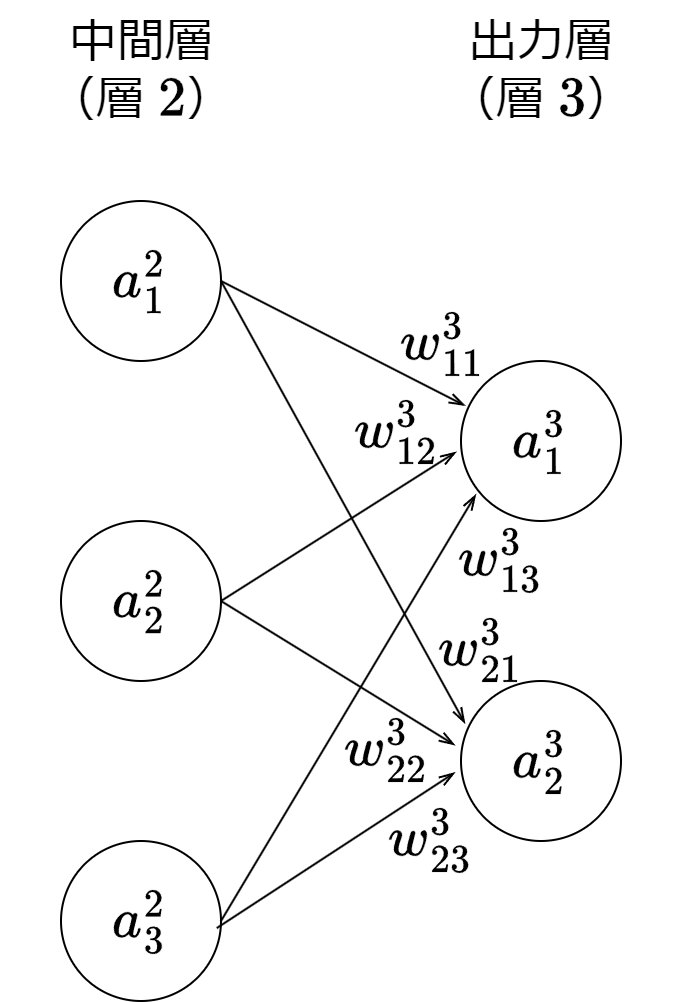 中間層
（層 2）
出力層
（層 3）
a_1^2
w_{11}^3
w_{12}^3
a_1^3
w_{13}^3
a_2^2
w_{21}^3
w_{22}^3
a_2^3
w_{23}^3
a_3^2